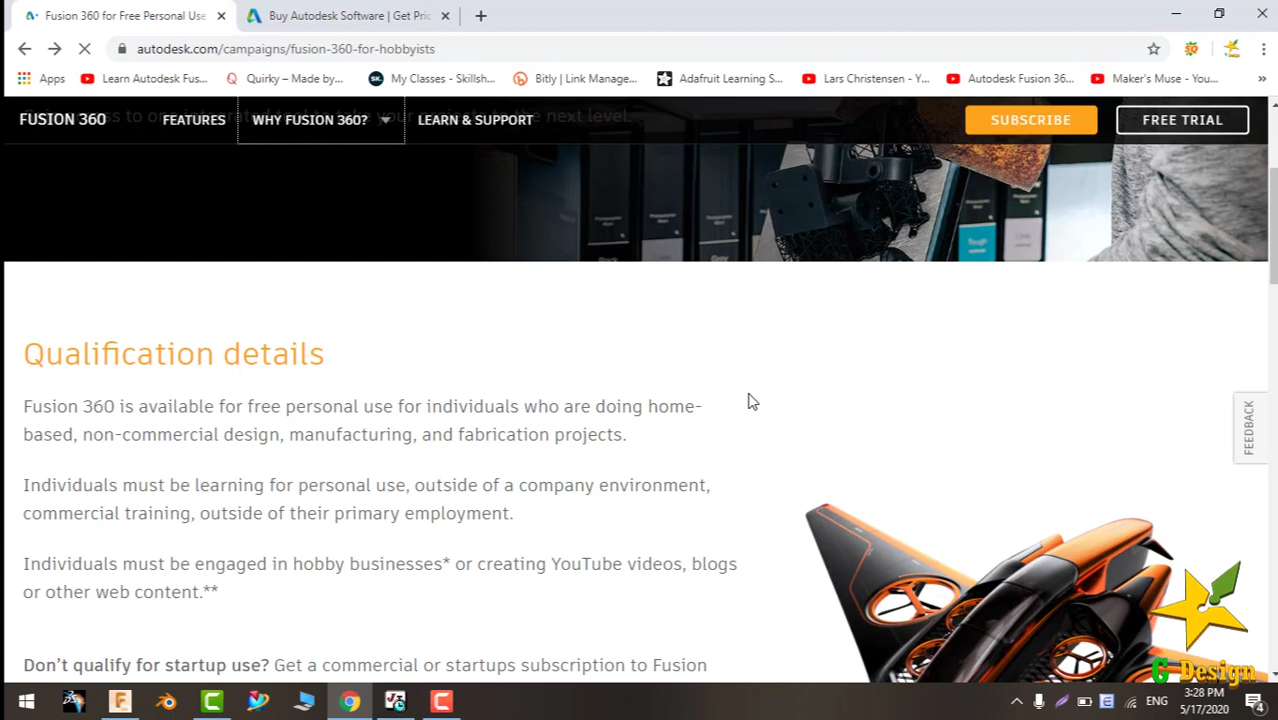 Fusion 360 for Free Personal Use
Buy Autodesk Software | Get Pric
autodesk.com/campaigns/fusion-360-for-hobbyists
Apps
Learn Autodesk Fus...
Quirky – Made by...
My Classes - Skillsh...
Bitly | Link Manage...
Adafruit Learning S...
Lars Christensen - Y...
Autodesk Fusion 36...
Maker's Muse - You...
FUSION 360
FEATURES
WHY FUSION 360?
LEARN & SUPPORT
SUBSCRIBE
FREE TRIAL
Qualification details
Fusion 360 is available for free personal use for individuals who are doing home-
based, non-commercial design, manufacturing, and fabrication projects.
Individuals must be learning for personal use, outside of a company environment,
commercial training, outside of their primary employment.
Individuals must be engaged in hobby businesses* or creating YouTube videos, blogs
or other web content.**
Don't qualify for startup use? Get a commercial or startups subscription to Fusion
FEEDBACK
G Design
ENG
3:28 PM
5/17/2020
4